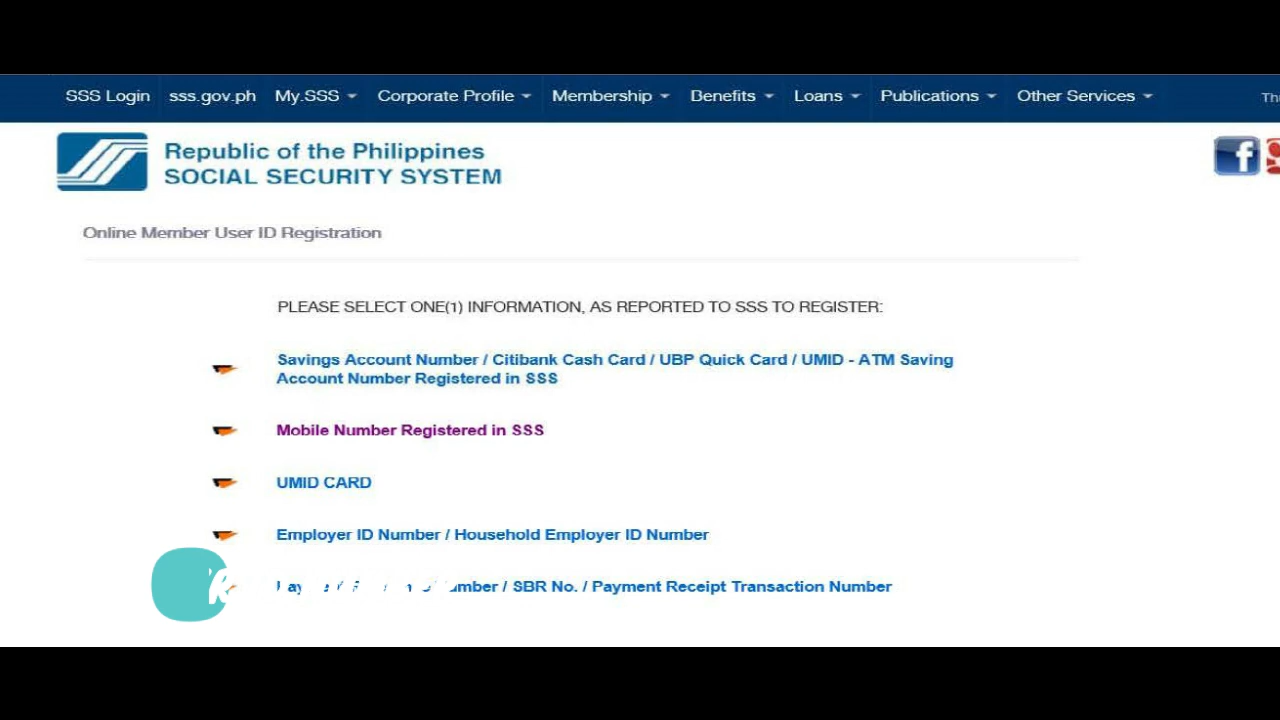 SSS Login sss.gov.ph My.SSS Corporate Profile Membership Benefits Loans Publications Other Services
Republic of the Philippines
SOCIAL SECURITY SYSTEM
Online Member User ID Registration
PLEASE SELECT ONE(1) INFORMATION, AS REPORTED TO SSS TO REGISTER:
Savings Account Number / Citibank Cash Card / UBP Quick Card / UMID - ATM Saving
Account Number Registered in SSS
Mobile Number Registered in SSS
UMID CARD
Employer ID Number / Household Employer ID Number
/ SBR No. / Payment Receipt Transaction Number